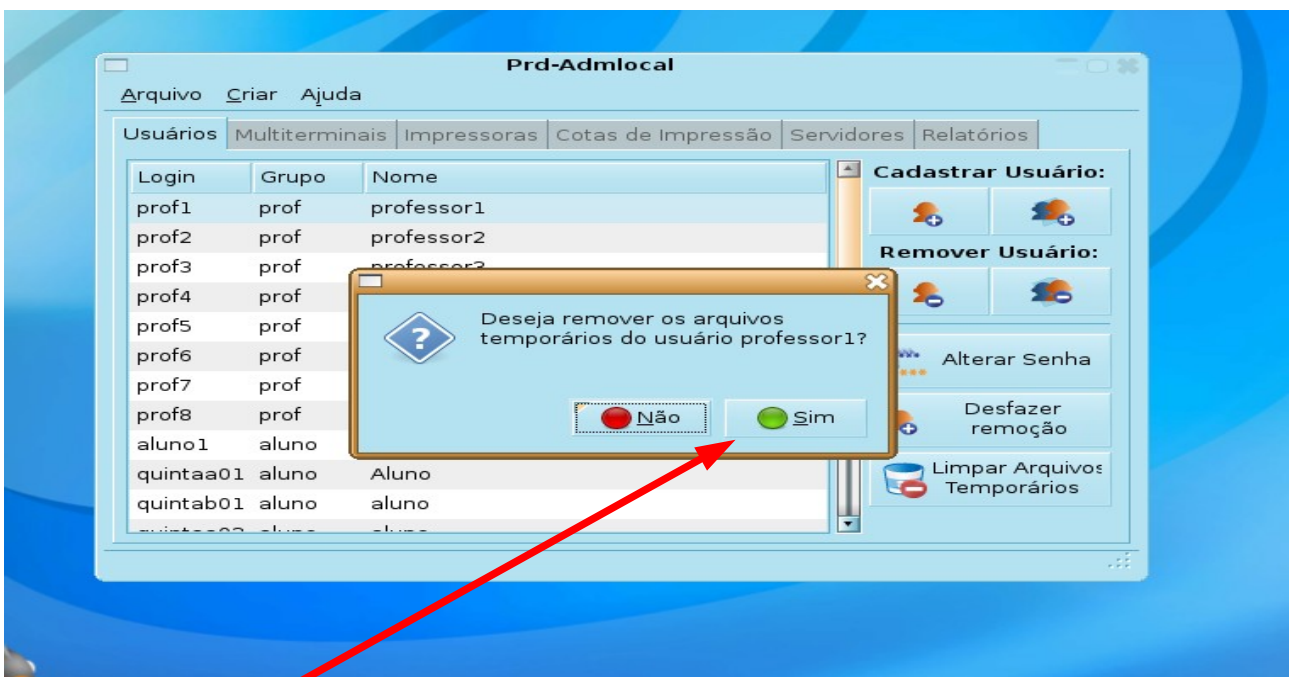 Prd-Admlocal
Arquivo Criar Ajuda
Usuários Multiterminais Impressoras Cotas de Impressão Servidores Relatórios
Login Grupo Nome
prof1 prof professor1
prof2 prof professor2
prof3 prof professor3
prof4 prof
prof5 prof
prof6 prof
prof7 prof
prof8 prof
aluno1 aluno
quintaa01 aluno Aluno
quintab01 aluno aluno
Cadastrar Usuário:
Remover Usuário:
Alterar Senha
Desfazer
remoção
Limpar Arquivos
Temporários
Deseja remover os arquivos
temporários do usuário professor1?
Não Sim